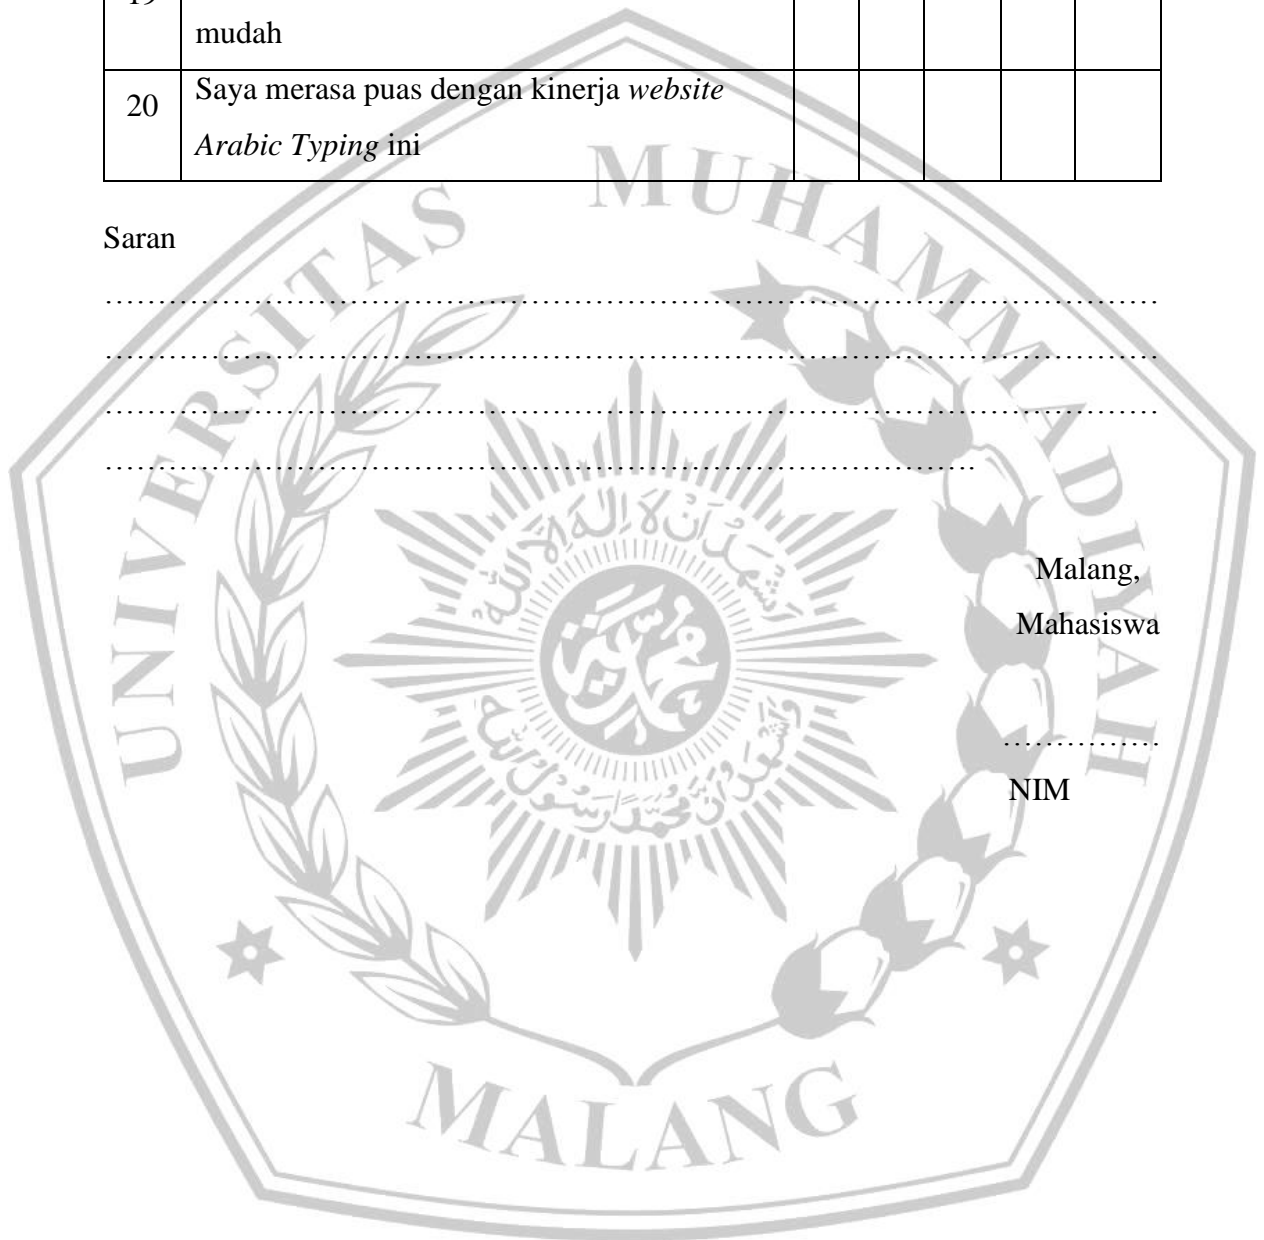 mudah
20
Saya merasa puas dengan kinerja website
Arabic Typing ini
Saran
……………………………………………………………………………………………
……………………………………………………………………………………………
……………………………………………………………………………………………
……………………………………………………………………………
Malang,
Mahasiswa
……………
NIM
UNIVERSITAS MUHAMMADIYAH
MALANG